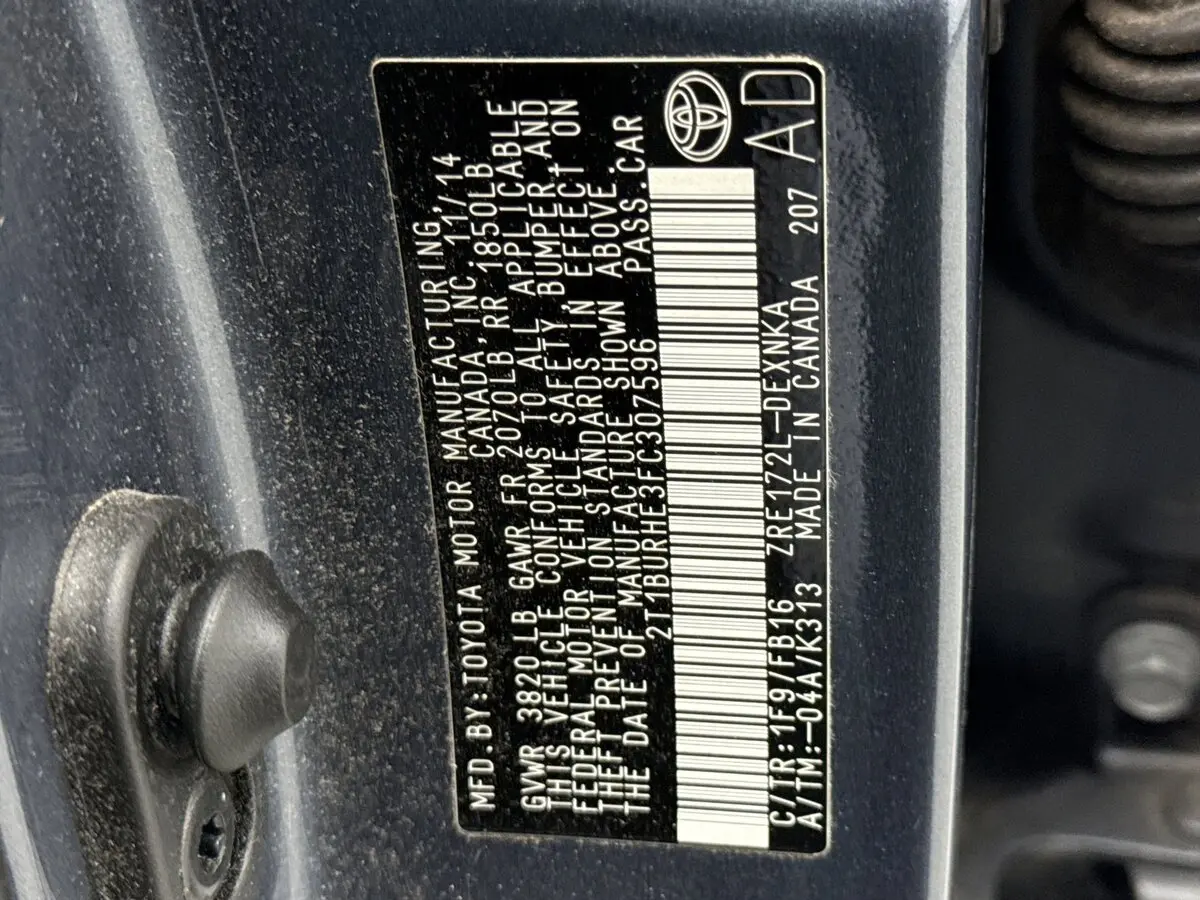 MFD.BY:TOYOTA MOTOR MANUFACTURING,
CANADA,INC. 11/14
GVWR 3820LB GAWR FR 2070LB RR 1850LB
THIS VEHICLE CONFORMS TO ALL APPLICABLE
FEDERAL MOTOR VEHICLE SAFETY,BUMPER AND
THEFT PREVENTION STANDARDS IN EFFECT ON
THE DATE OF MANUFACTURE SHOWN ABOVE.
2T1BURHE3FC307596 PASS.CAR
C/TR:1F9/FB16 ZRE172L-DEXNKA
A/TM:-04A/K313 MADE IN CANADA 207 AD